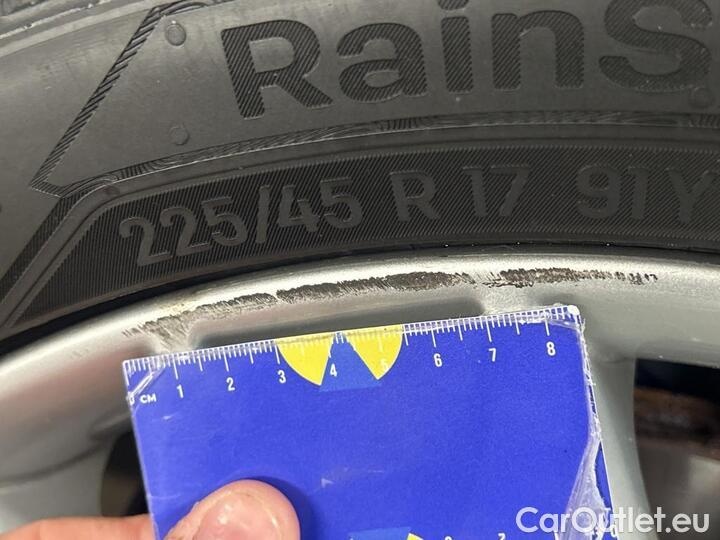 RainS
225/45 R 17 91Y
1 2 3 4 5 6 7 8
CM
CarOutlet.eu